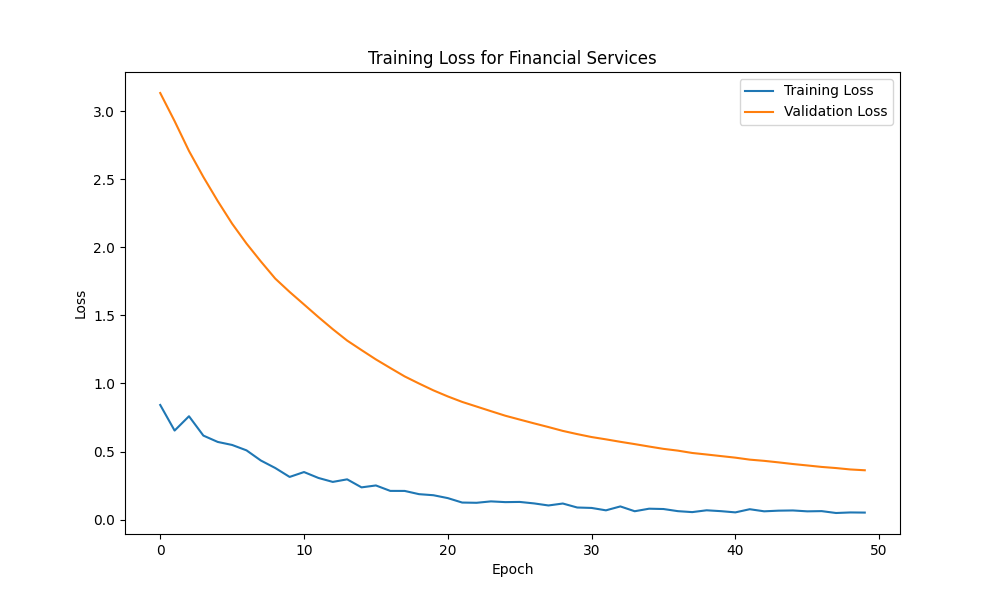 Training Loss for Financial Services
Training Loss
Validation Loss
3.0
2.5
2.0
1.5
1.0
0.5
0.0
Loss
0 10 20 30 40 50
Epoch